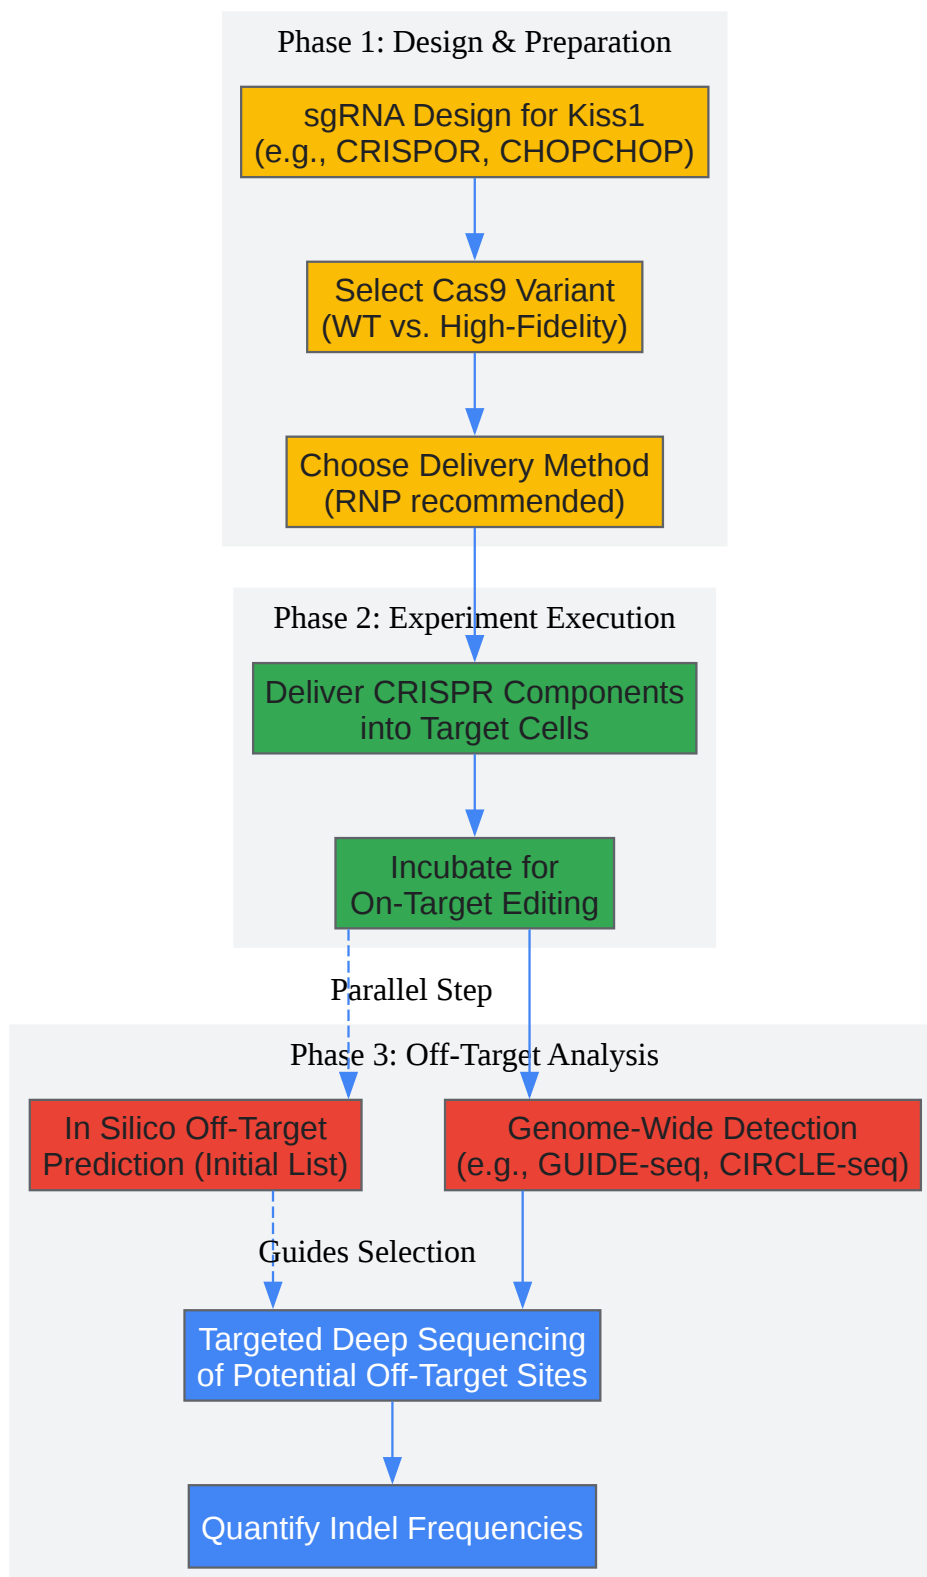 Phase 1: Design & Preparation
sgRNA Design for Kiss1
(e.g., CRISPOR, CHOPCHOP)
Select Cas9 Variant
(WT vs. High-Fidelity)
Choose Delivery Method
(RNP recommended)
Phase 2: Experiment Execution
Deliver CRISPR Components
into Target Cells
Incubate for
On-Target Editing
Parallel Step
Phase 3: Off-Target Analysis
In Silico Off-Target
Prediction (Initial List)
Genome-Wide Detection
(e.g., GUIDE-seq, CIRCLE-seq)
Guides Selection
Targeted Deep Sequencing
of Potential Off-Target Sites
Quantify Indel Frequencies